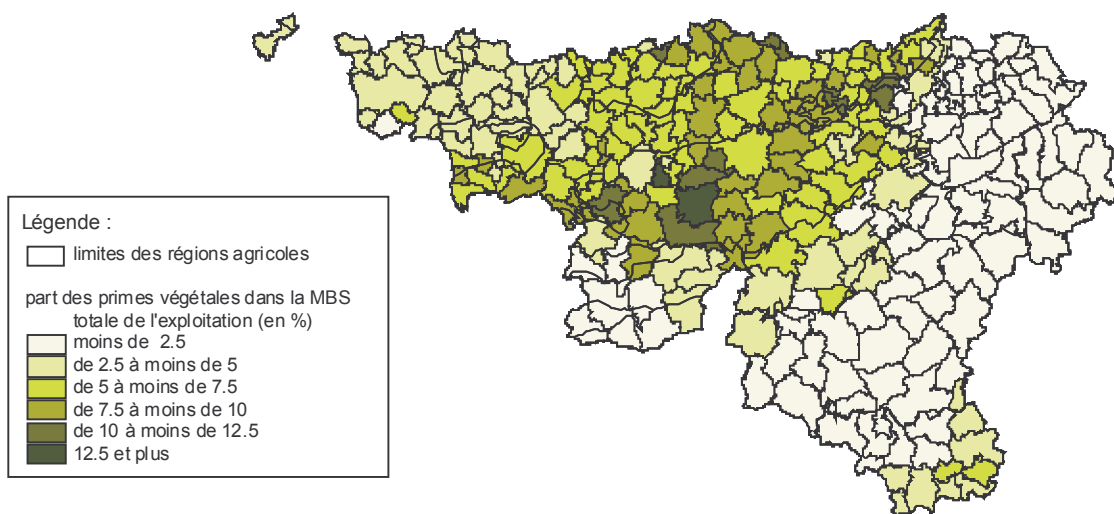 Légende :
limites des régions agricoles
part des primes végétales dans la MBS
totale de l'exploitation (en %)
moins de 2.5
de 2.5 à moins de 5
de 5 à moins de 7.5
de 7.5 à moins de 10
de 10 à moins de 12.5
12.5 et plus